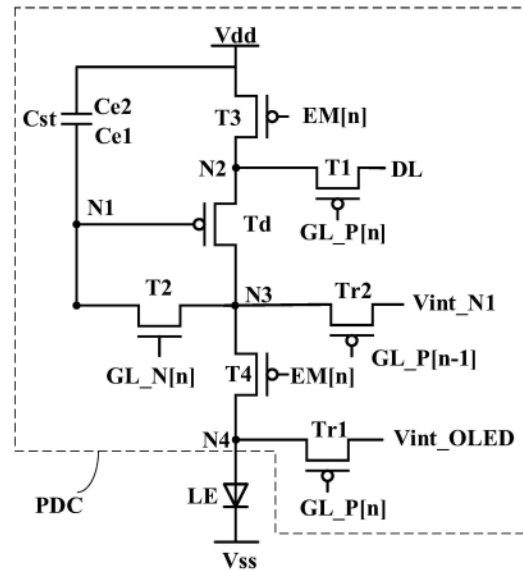 Vdd
Ce2
Cst
Ce1
T3
EM[n]
N2
T1
DL
N1
Td
GL_P[n]
T2
N3
Tr2
Vint_N1
GL_N[n]
T4
EM[n]
GL_P[n-1]
N4
Tr1
Vint_OLED
PDC
LE
GL_P[n]
Vss